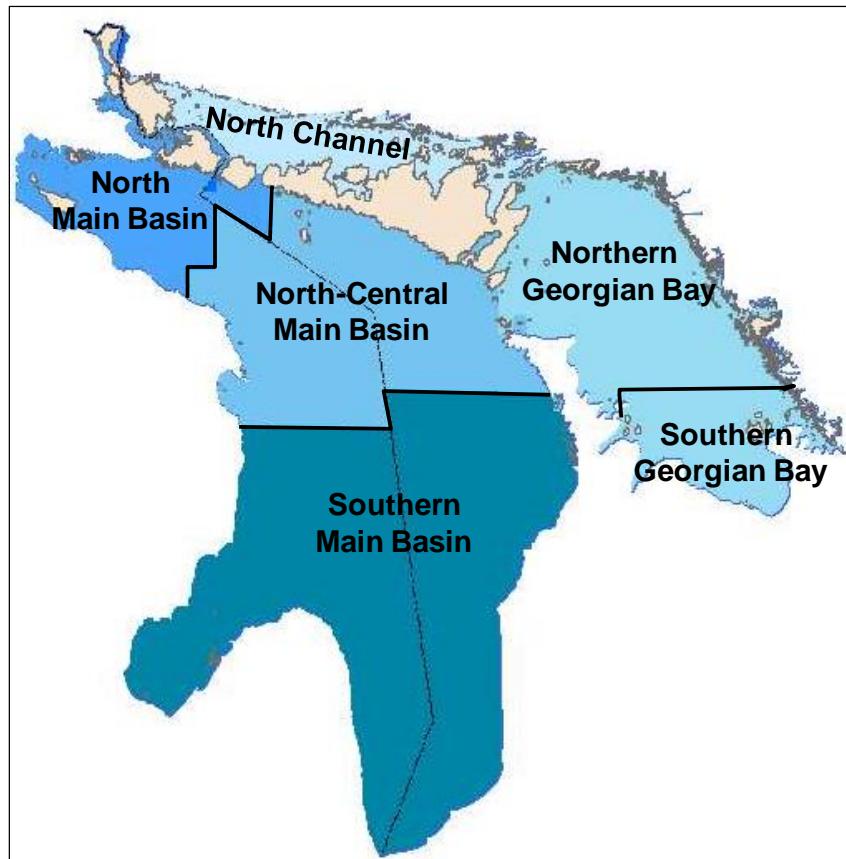 North Channel
North
Main Basin
Northern
Georgian Bay
North-Central
Main Basin
Southern
Georgian Bay
Southern
Main Basin